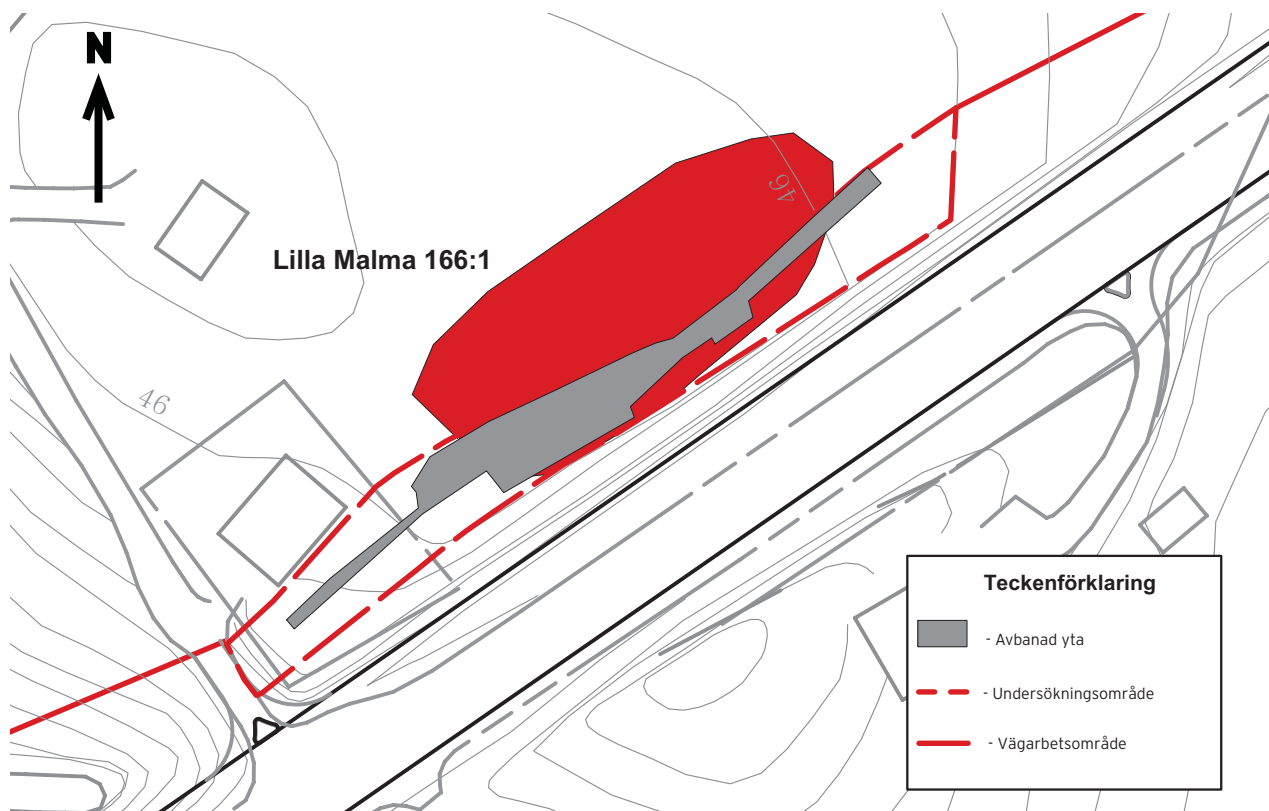 N
46
Lilla Malma 166:1
46
Teckenförklaring
- Avbanad yta
- Undersökningsområde
- Vägarbetsområde